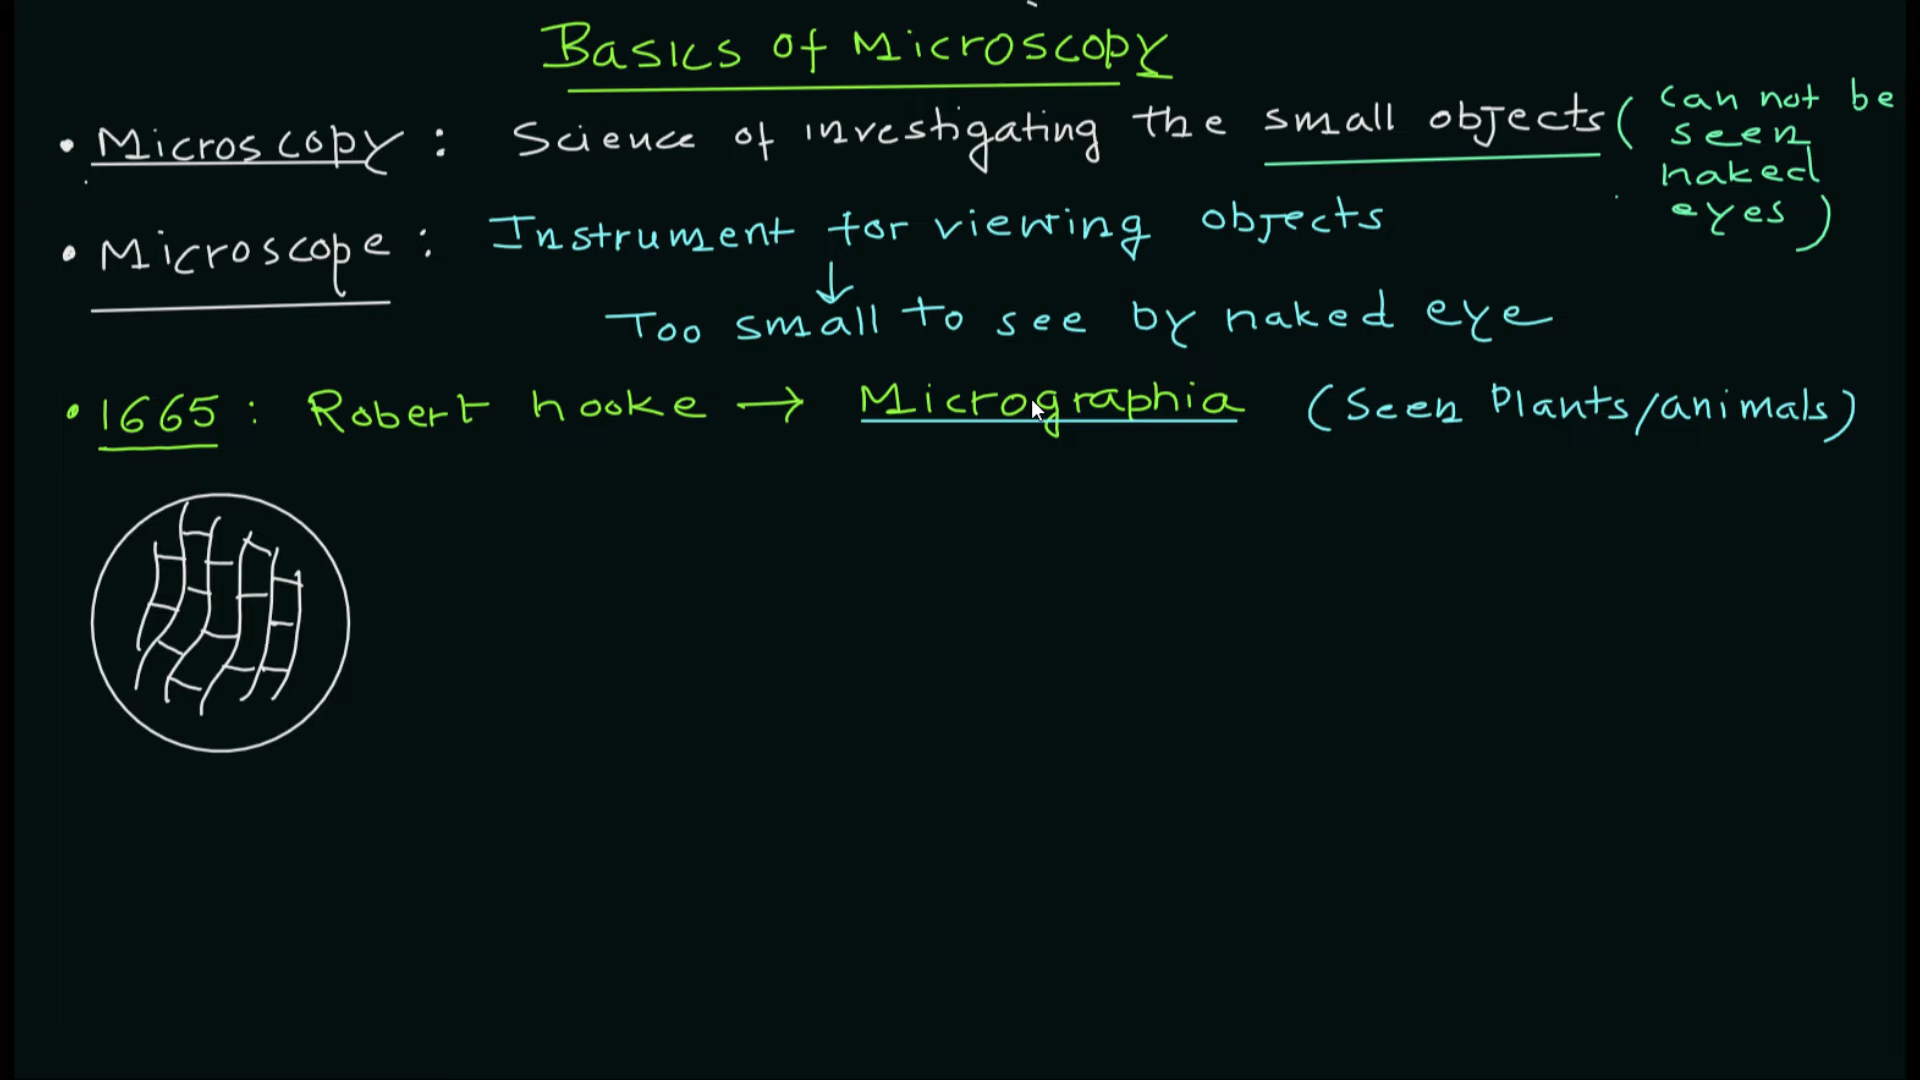 Basics of Microscopy
• Microscopy : Science of investigating the small objects (can not be
seen
naked
eyes)
• Microscope : Instrument for viewing objects
↓
Too small to see by naked eye
• 1665 : Robert hooke → Micrographia (Seen Plants/animals)